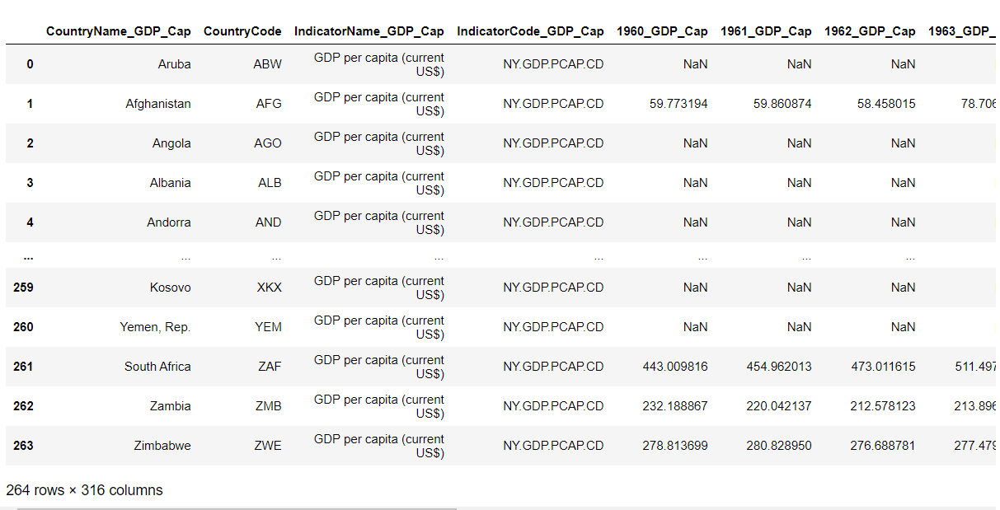 CountryName_GDP_Cap CountryCode IndicatorName_GDP_Cap IndicatorCode_GDP_Cap 1960_GDP_Cap 1961_GDP_Cap 1962_GDP_Cap 1963_GDP_
0 Aruba ABW GDP per capita (current US$) NY.GDP.PCAP.CD NaN NaN NaN
1 Afghanistan AFG GDP per capita (current US$) NY.GDP.PCAP.CD 59.773194 59.860874 58.458015 78.706
2 Angola AGO GDP per capita (current US$) NY.GDP.PCAP.CD NaN NaN NaN
3 Albania ALB GDP per capita (current US$) NY.GDP.PCAP.CD NaN NaN NaN
4 Andorra AND GDP per capita (current US$) NY.GDP.PCAP.CD NaN NaN NaN
... ... ... ... ... ... ... ...
259 Kosovo XKX GDP per capita (current US$) NY.GDP.PCAP.CD NaN NaN NaN
260 Yemen, Rep. YEM GDP per capita (current US$) NY.GDP.PCAP.CD NaN NaN NaN
261 South Africa ZAF GDP per capita (current US$) NY.GDP.PCAP.CD 443.009816 454.962013 473.011615 511.497
262 Zambia ZMB GDP per capita (current US$) NY.GDP.PCAP.CD 232.188867 220.042137 212.578123 213.896
263 Zimbabwe ZWE GDP per capita (current US$) NY.GDP.PCAP.CD 278.813699 280.828950 276.688781 277.479
264 rows × 316 columns